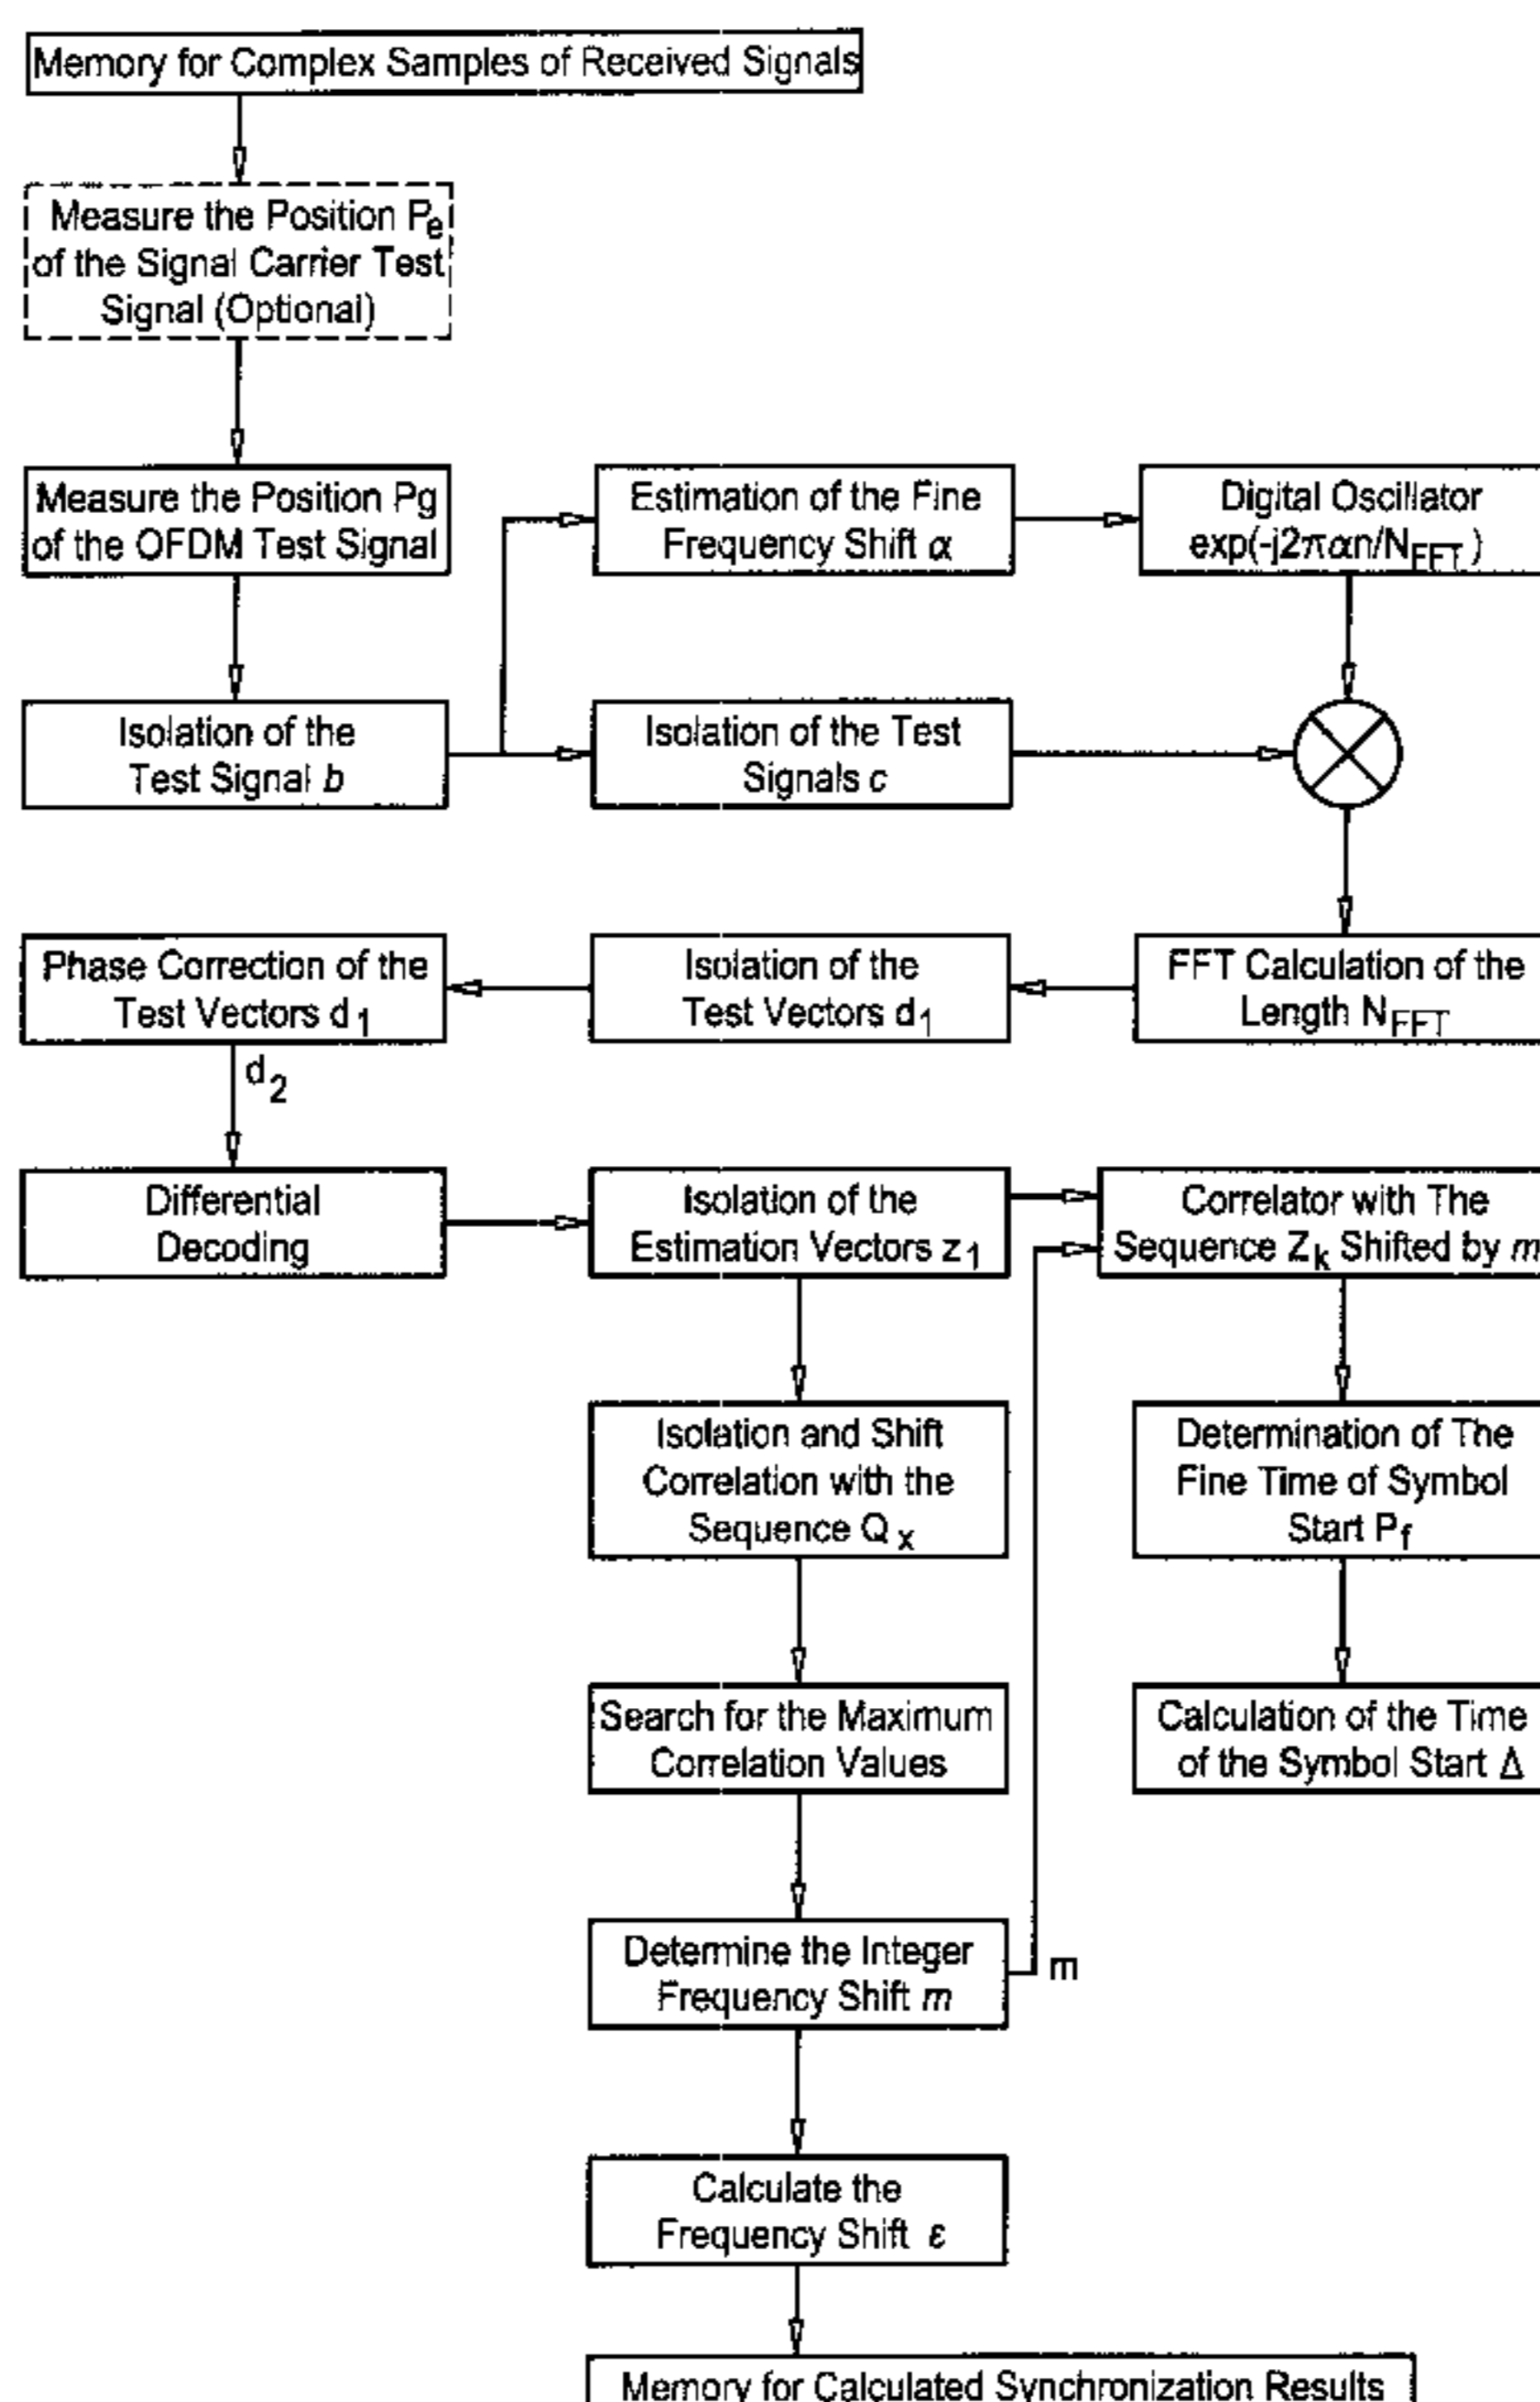 Memory for Complex Samples of Received Signals
Measure the Position Pe
of the Signal Carrier Test
Signal (Optional)
Measure the Position Pg
of the OFDM Test Signal
Estimation of the Fine
Frequency Shift α
Digital Oscillator
exp(-j2παn/NFFT)
Isolation of the
Test Signal b
Isolation of the Test
Signals c
Phase Correction of the
Test Vectors d1
Isolation of the
Test Vectors d1
FFT Calculation of the
Length NFFT
d2
Differential
Decoding
Isolation of the
Estimation Vectors z1
Correlator with The
Sequence Zk Shifted by m
Isolation and Shift
Correlation with the
Sequence Qx
Determination of The
Fine Time of Symbol
Start Pf
Search for the Maximum
Correlation Values
Calculation of the Time
of the Symbol Start Δ
Determine the Integer
Frequency Shift m
m
Calculate the
Frequency Shift ε
Memory for Calculated Synchronization Results